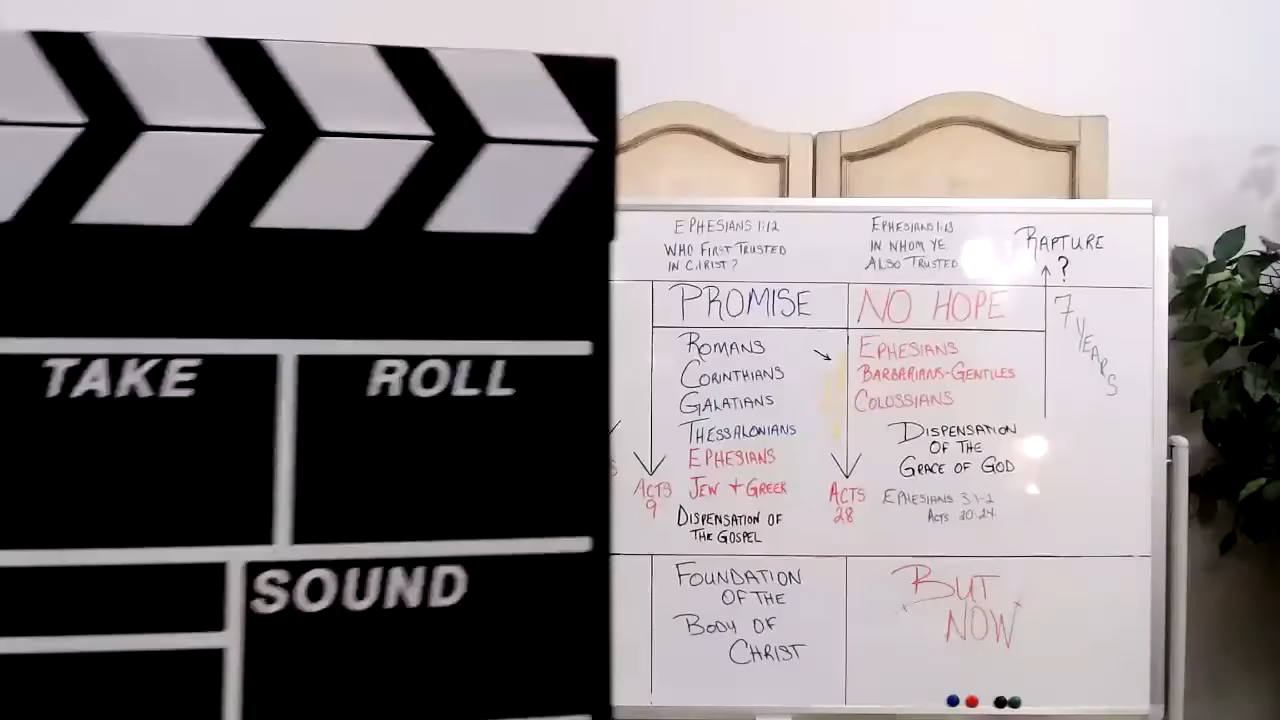 TAKE
ROLL
SOUND
EPHESIANS 1:12
WHO FIRST TRUSTED
IN CHRIST?
EPHESIANS 1:13
IN WHOM YE
ALSO TRUSTED
RAPTURE
?
PROMISE
NO HOPE
7 YEARS
ROMANS
CORINTHIANS
GALATIANS
THESSALONIANS
EPHESIANS
JEW + GREEK
DISPENSATION OF
THE GOSPEL
ACTS
9
EPHESIANS
BARBARIANS-GENTILES
COLOSSIANS
DISPENSATION
OF THE
GRACE OF GOD
EPHESIANS 3:1-2
ACTS 20:24
ACTS
28
FOUNDATION
OF THE
BODY OF
CHRIST
BUT
NOW